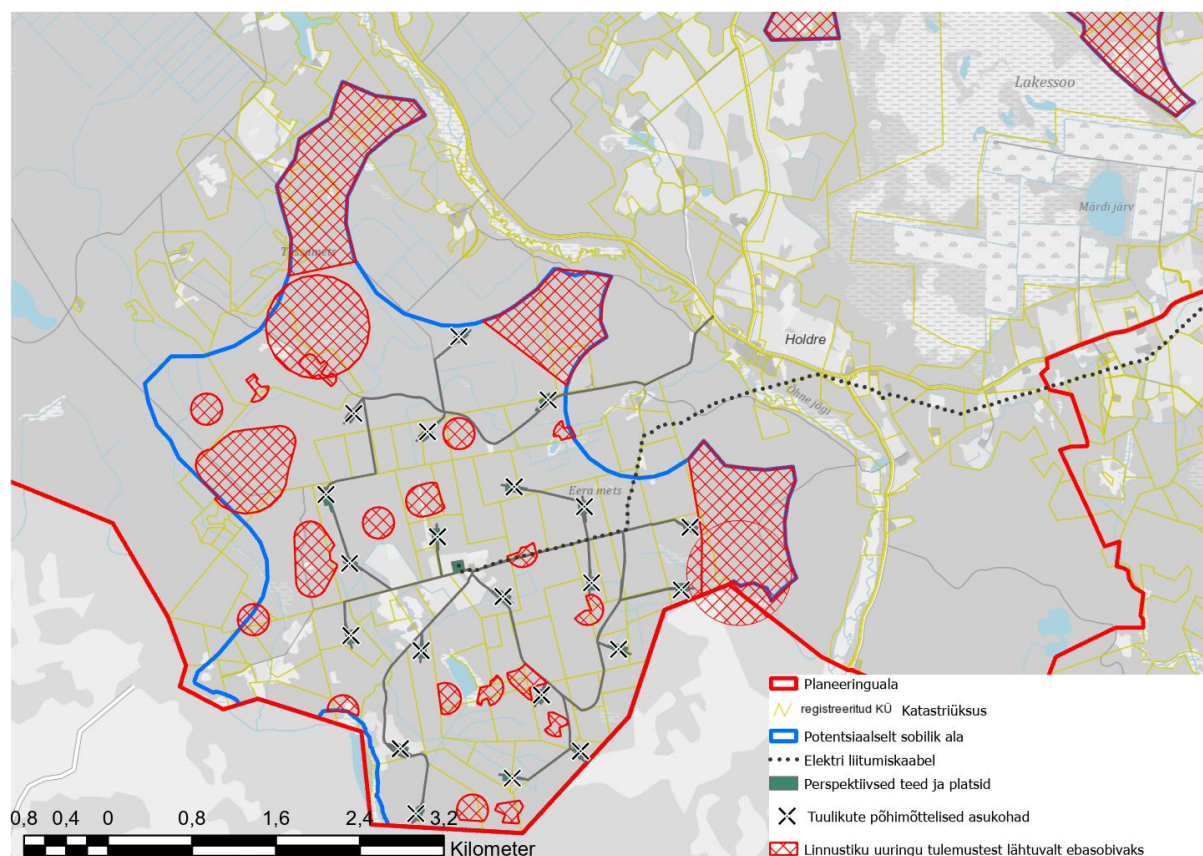 Lakessoo
Märdi järv
Holdre
Õhne jõgi
Eera mets
Planeeringuala
registreeritud KÜ Katastriüksus
Potentsiaalselt sobilik ala
Elektri liitumiskaabel
Perspektiivsed teed ja platsid
Tuulikute põhimõttelised asukohad
Linnustiku uuringu tulemustest lähtuvalt ebasobivaks
0,8 0,4 0 0,8 1,6 2,4 3,2
Kilometer